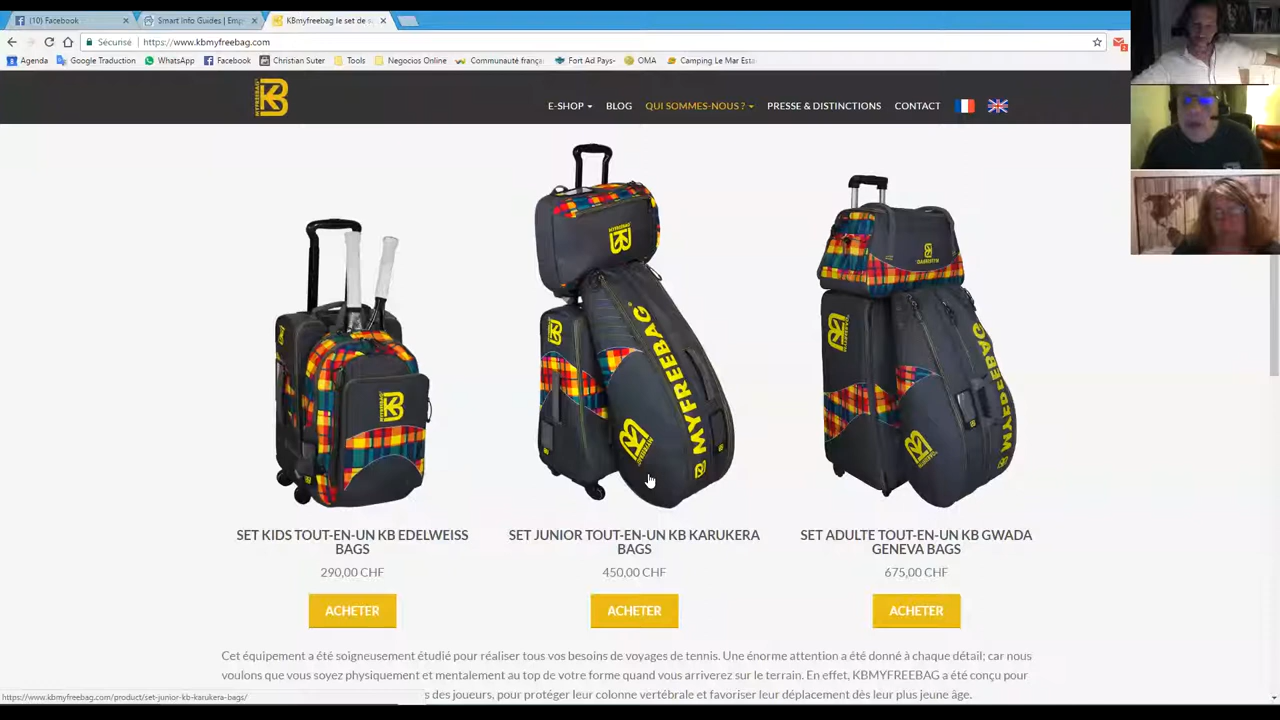 (10) Facebook
Smart Info Guides | Emp
KBmyfreebag le set de s
Sécurisé
https://www.kbmyfreebag.com
Agenda
Google Traduction
WhatsApp
Facebook
Christian Suter
Tools
Negocios Online
Communauté franç
Fort Ad Pays-
OMA
Camping Le Mar Esta
KB
MYFREEBAG
E-SHOP
BLOG
QUI SOMMES-NOUS ?
PRESSE & DISTINCTIONS
CONTACT
KB
MYFREEBAG
MYFREEBAG
MYFREEBAG
SET KIDS TOUT-EN-UN KB EDELWEISS
BAGS
290,00 CHF
ACHETER
SET JUNIOR TOUT-EN-UN KB KARUKERA
BAGS
450,00 CHF
ACHETER
SET ADULTE TOUT-EN-UN KB GWADA
GENEVA BAGS
675,00 CHF
ACHETER
Cet équipement a été soigneusement étudié pour réaliser tous vos besoins de voyages de tennis. Une énorme attention a été donné à chaque détail; car nous
voulons que vous soyez physiquement et mentalement au top de votre forme quand vous arriverez sur le terrain. En effet, KBMYFREEBAG a été conçu pour
s des joueurs, pour protéger leur colonne vertébrale et favoriser leur déplacement dès leur plus jeune âge.
https://www.kbmyfreebag.com/product/set-junior-kb-karukera-bags/